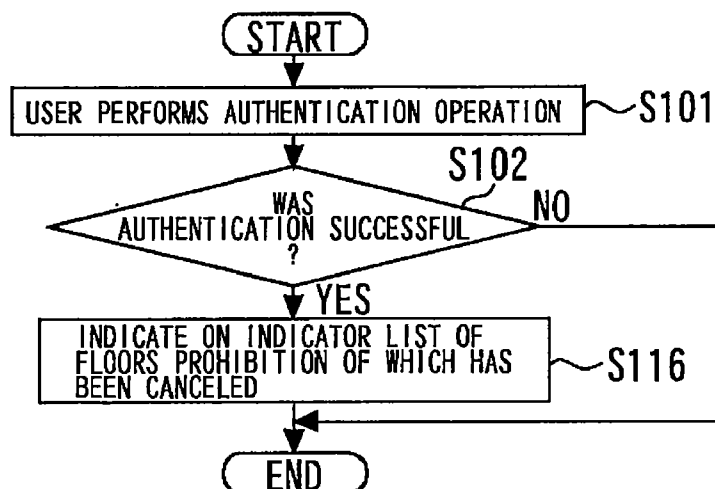 START
USER PERFORMS AUTHENTICATION OPERATION
S101
S102
WAS
AUTHENTICATION SUCCESSFUL
?
NO
YES
INDICATE ON INDICATOR LIST OF
FLOORS PROHIBITION OF WHICH HAS
BEEN CANCELED
S116
END